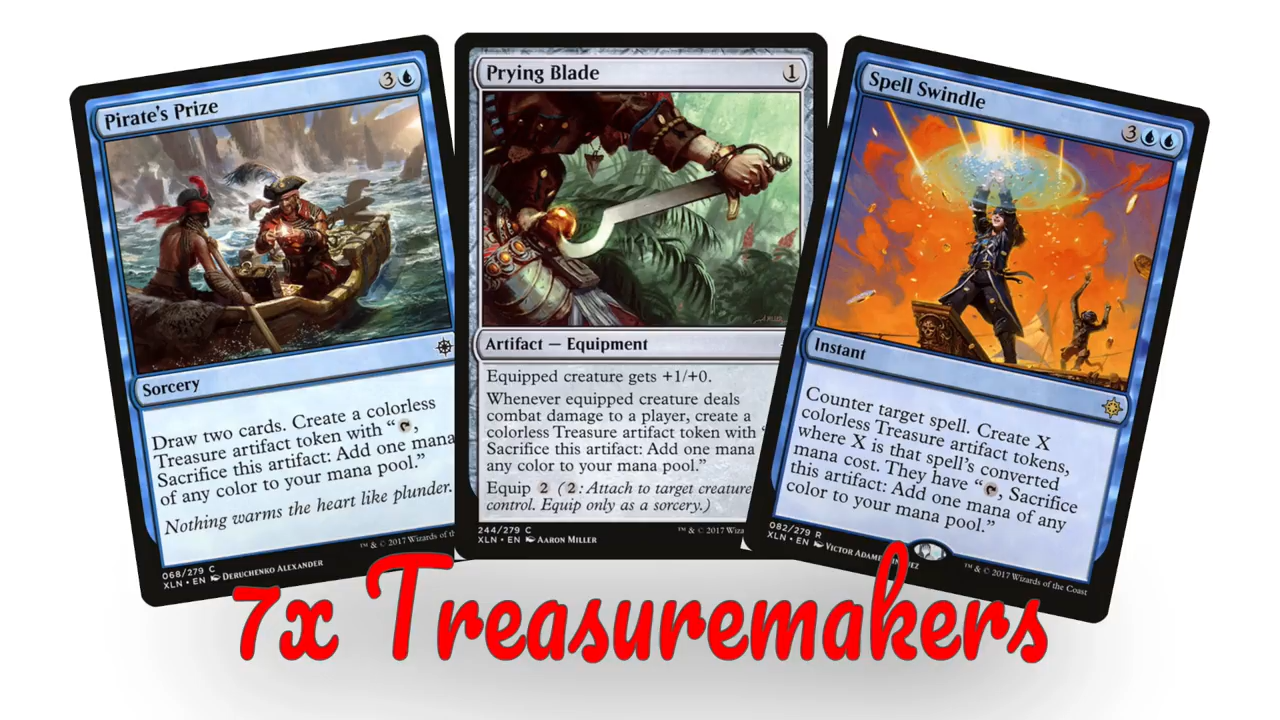 Pirate's Prize
3
Sorcery
Draw two cards. Create a colorless
Treasure artifact token with “ ,
Sacrifice this artifact: Add one mana
of any color to your mana pool.”
Nothing warms the heart like plunder.
068/279 C
XLN • EN Deruchenko Alexander
™ & © 2017 Wizards of th
Prying Blade
1
Artifact — Equipment
Equipped creature gets +1/+0.
Whenever equipped creature deals
combat damage to a player, create a
colorless Treasure artifact token with “
Sacrifice this artifact: Add one mana
any color to your mana pool.”
Equip 2 (2: Attach to target creature
control. Equip only as a sorcery.)
244/279 C
XLN • EN Aaron Miller
™ & © 2017 Wiza
Spell Swindle
3
Instant
Counter target spell. Create X
colorless Treasure artifact tokens,
where X is that spell's converted
mana cost. They have “ , Sacrifice
this artifact: Add one mana of any
color to your mana pool.”
082/279 R
XLN • EN Victor Adame
™ & © 2017 Wizards of the Coast
7x Treasuremakers